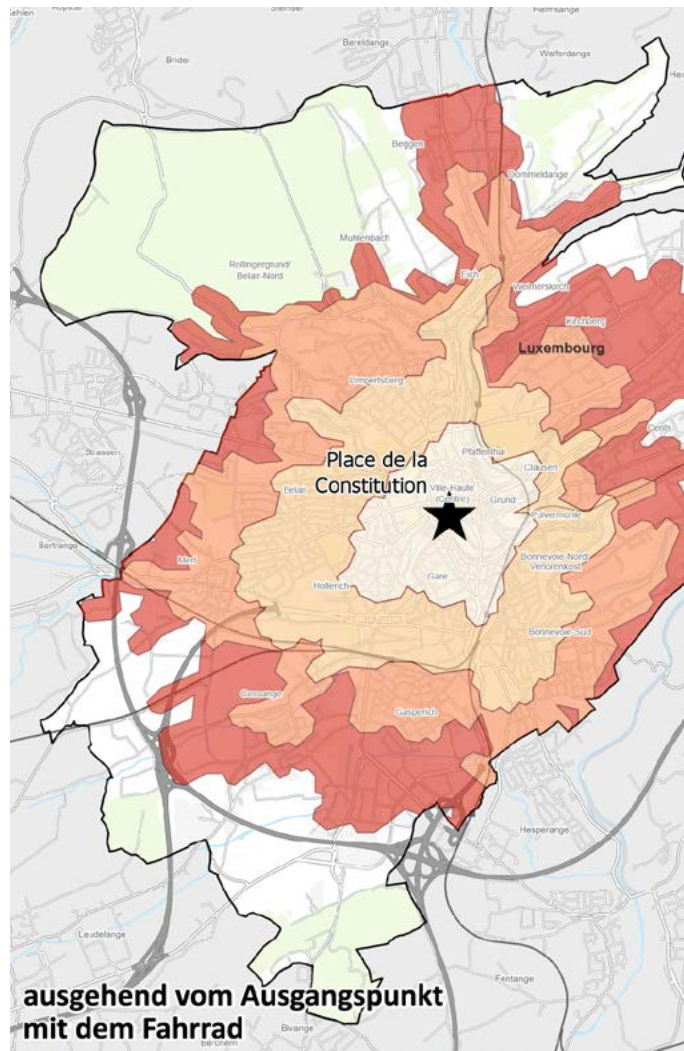 Bridel
Bereldange
Walferdange
Beggen
Dommeldange
Muhlenbach
Rollingergrund/
Belair-Nord
Eich
Weimerskirch
Kirchberg
Luxembourg
Limpertsberg
Cents
Strassen
Place de la
Constitution
Pfaffenthal
Clausen
Ville-Haute
(Centre)
Grund
Belair
Pulvermühle
Bertrange
Merl
Bonnevoie-Nord/
Verlorenkost
Hollerich
Gare
Bonnevoie-Sud
Cessange
Gasperich
Hesperange
Leudelange
Fentange
ausgehend vom Ausgangspunkt
mit dem Fahrrad
Bivange
Berchem